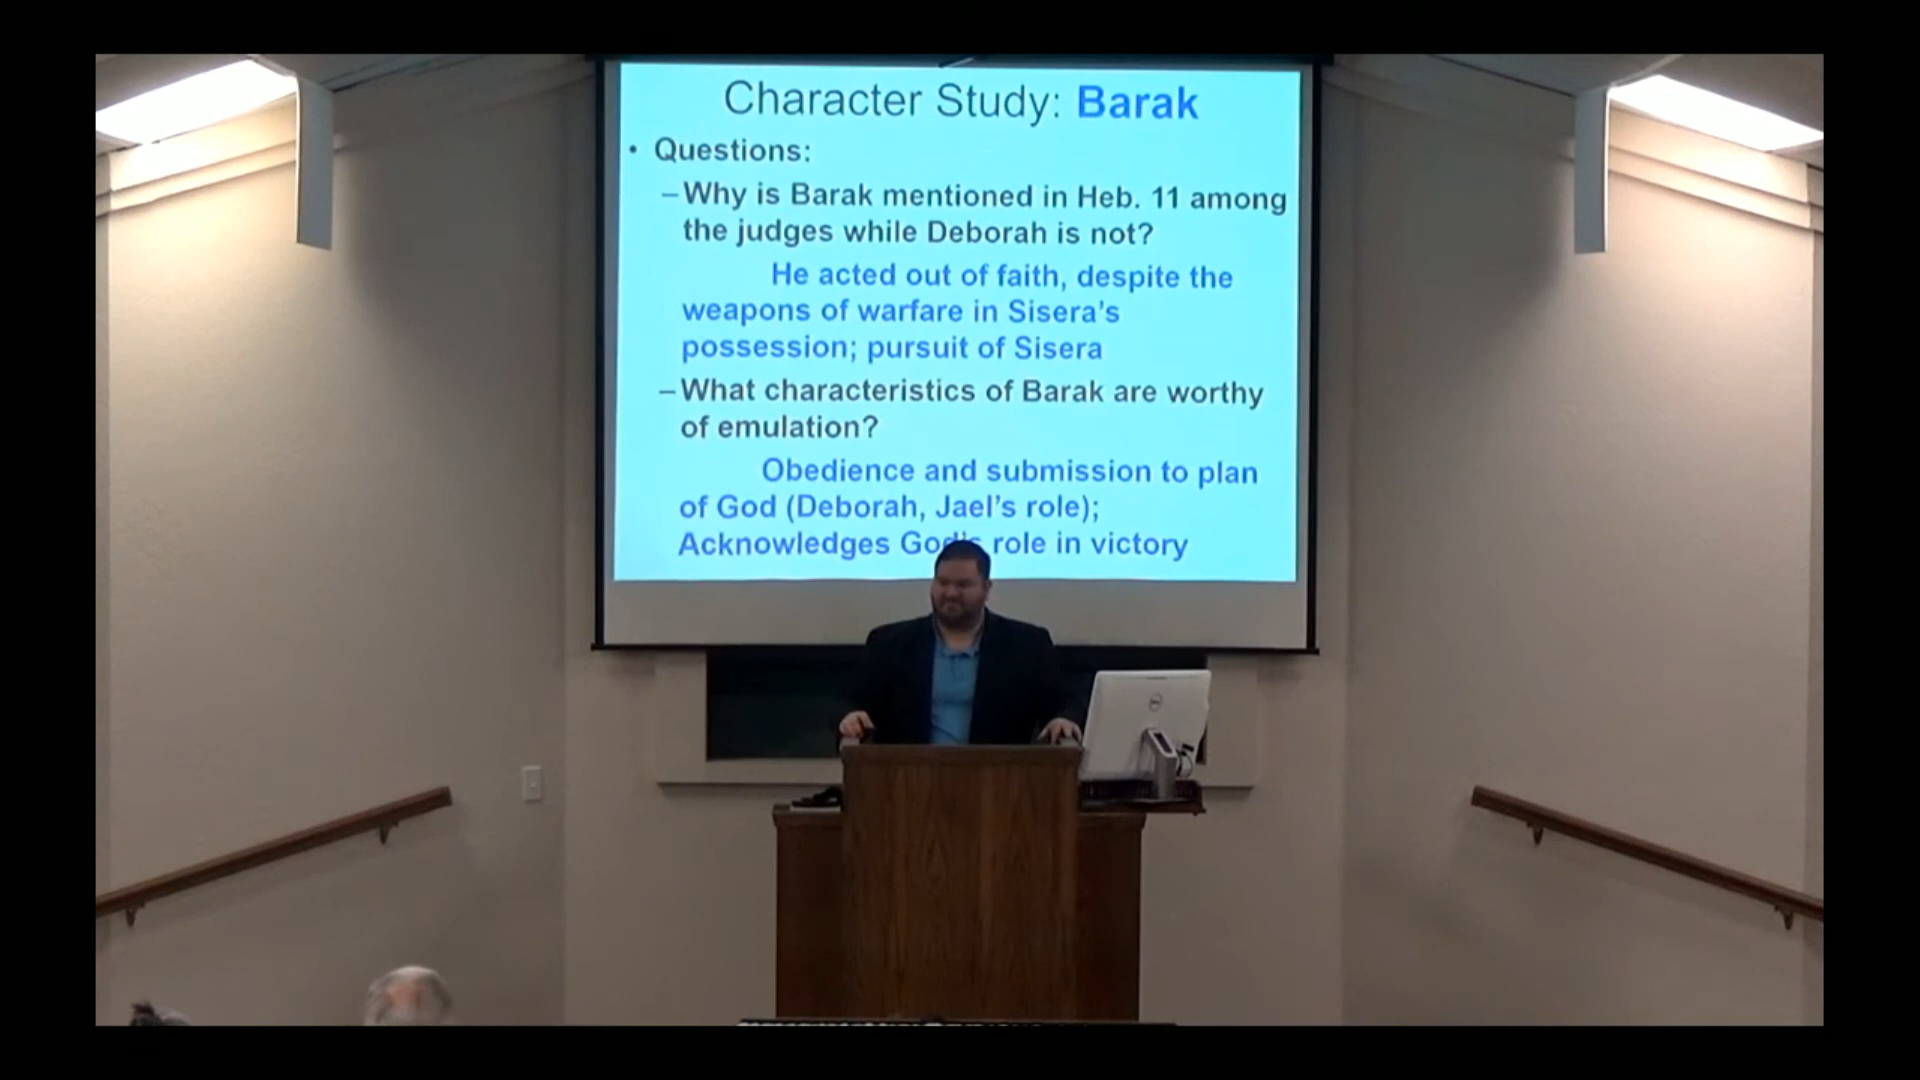 Character Study: Barak
• Questions:
–Why is Barak mentioned in Heb. 11 among
the judges while Deborah is not?
He acted out of faith, despite the
weapons of warfare in Sisera's
possession; pursuit of Sisera
–What characteristics of Barak are worthy
of emulation?
Obedience and submission to plan
of God (Deborah, Jael's role);
Acknowledges God's role in victory
DELL